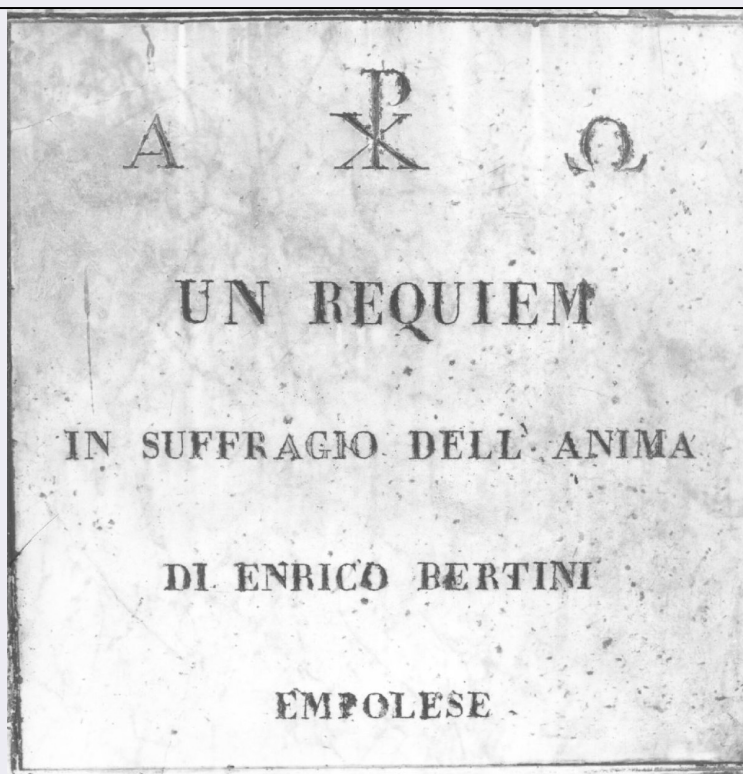 A ☧ Ω
UN REQUIEM
IN SUFFRAGIO DELL' ANIMA
DI ENRICO BERTINI
EMPOLESE